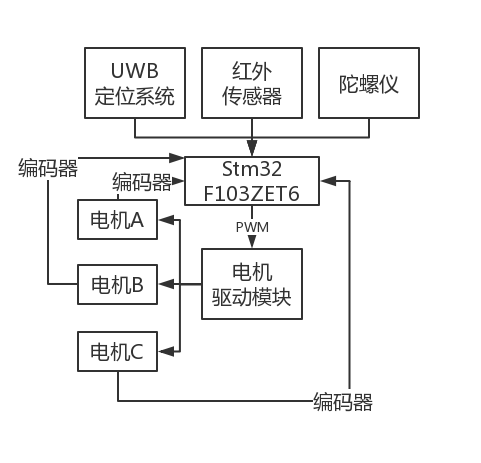 UWB
定位系统
红外
传感器
陀螺仪
编码器
编码器
Stm32
F103ZET6
电机A
PWM
电机B
电机
驱动模块
电机C
编码器